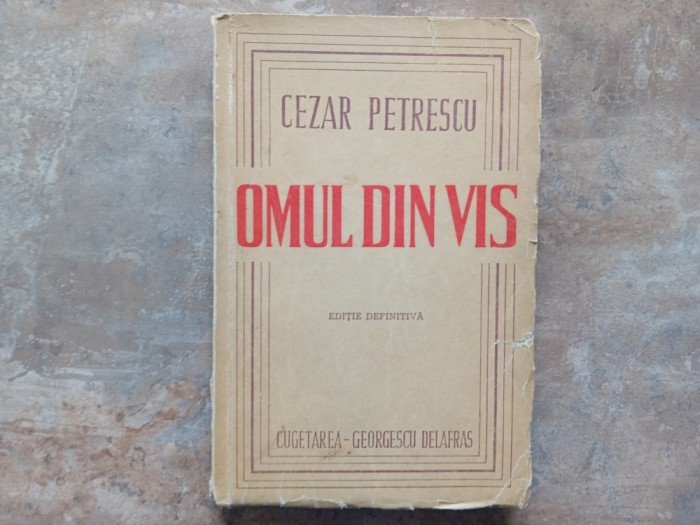 CEZAR PETRESCU
OMUL DIN VIS
EDIȚIE DEFINITIVĂ
CUGETAREA - GEORGESCU DELAFRAS